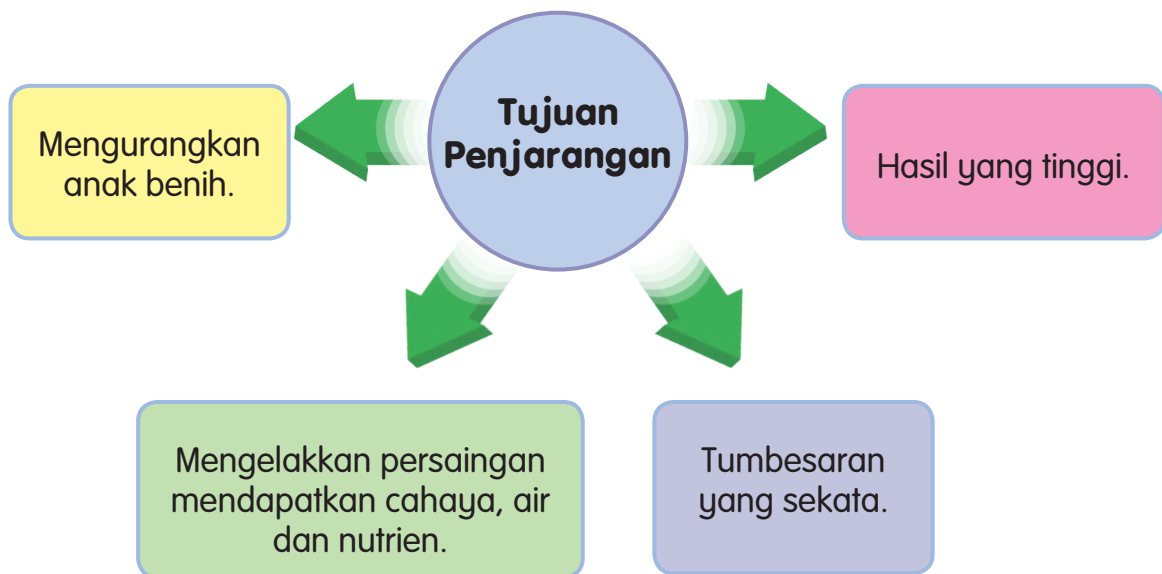 Tujuan
Penjarangan
Mengurangkan
anak benih.
Hasil yang tinggi.
Mengelakkan persaingan
mendapatkan cahaya, air
dan nutrien.
Tumbesaran
yang sekata.